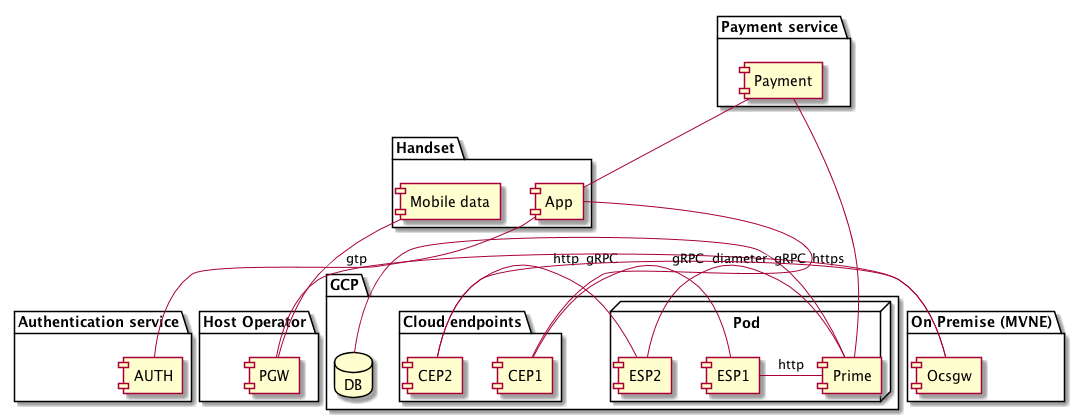 Payment service
Payment
Handset
Mobile data
App
gtp
http
gRPC
gRPC
diameter
gRPC
https
GCP
Authentication service
Host Operator
Cloud endpoints
Pod
On Premise (MVNE)
AUTH
PGW
DB
CEP2
CEP1
ESP2
ESP1
http
Prime
Ocsgw